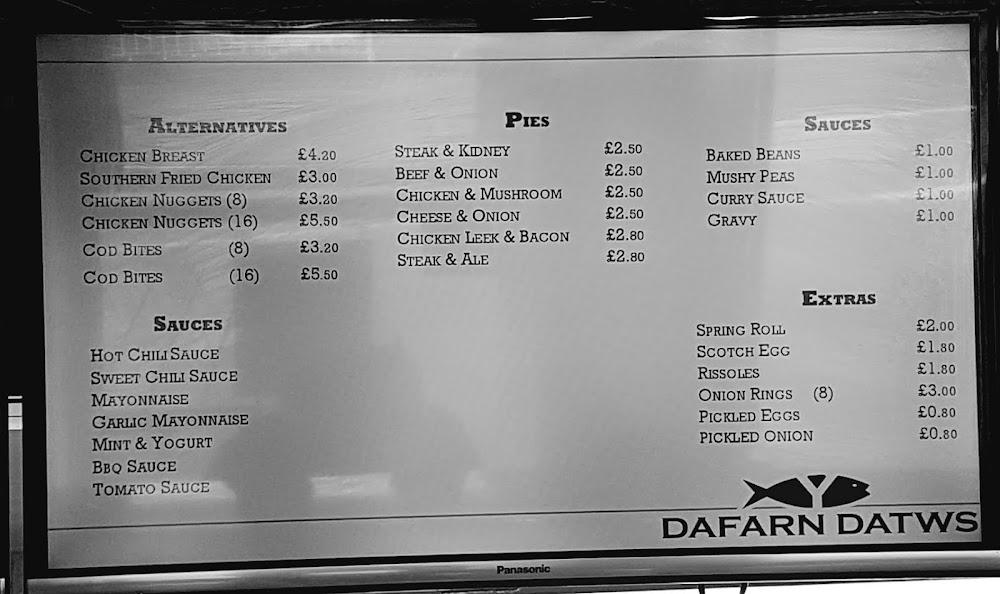 ALTERNATIVES
CHICKEN BREAST £4.20
SOUTHERN FRIED CHICKEN £3.00
CHICKEN NUGGETS (8) £3.20
CHICKEN NUGGETS (16) £5.50
COD BITES (8) £3.20
COD BITES (16) £5.50
SAUCES
HOT CHILI SAUCE
SWEET CHILI SAUCE
MAYONNAISE
GARLIC MAYONNAISE
MINT & YOGURT
BBQ SAUCE
TOMATO SAUCE
PIES
STEAK & KIDNEY £2.50
BEEF & ONION £2.50
CHICKEN & MUSHROOM £2.50
CHEESE & ONION £2.50
CHICKEN LEEK & BACON £2.80
STEAK & ALE £2.80
SAUCES
BAKED BEANS £1.00
MUSHY PEAS £1.00
CURRY SAUCE £1.00
GRAVY £1.00
EXTRAS
SPRING ROLL £2.00
SCOTCH EGG £1.80
RISSOLES £1.80
ONION RINGS (8) £3.00
PICKLED EGGS £0.80
PICKLED ONION £0.80
Y
DAFARN DATWS
Panasonic